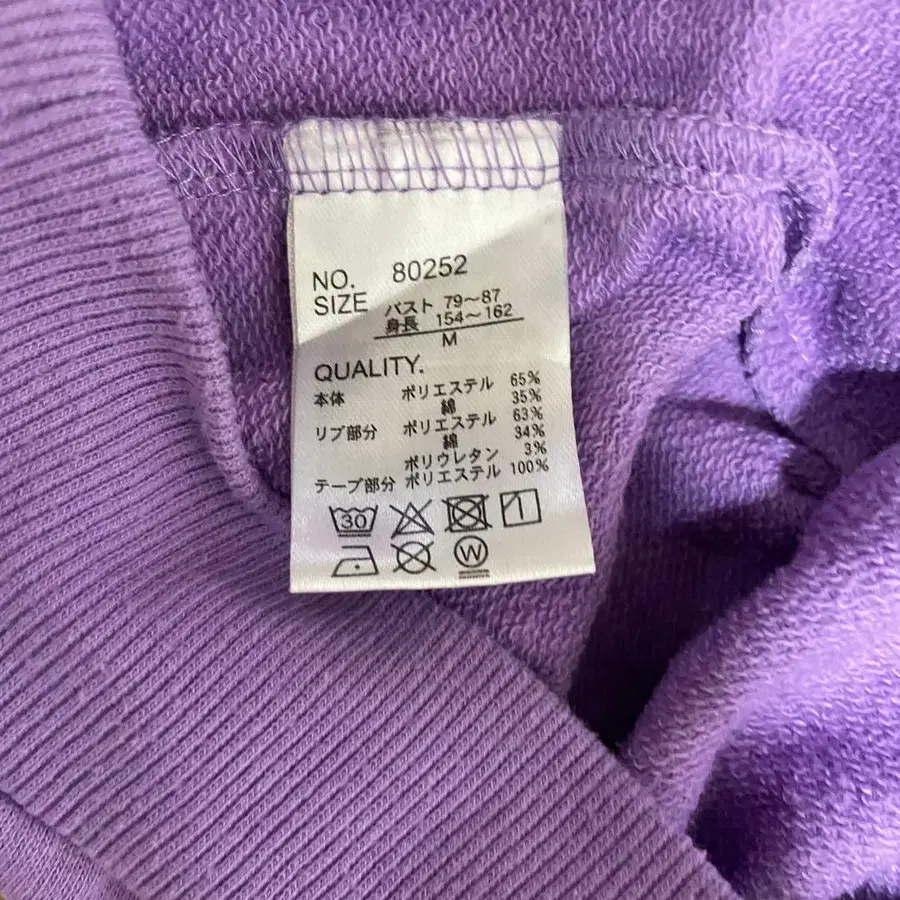 NO. 80252
SIZE バスト 79～87
身長 154～162
M
QUALITY.
本体 ポリエステル 65%
綿 35%
リブ部分 ポリエステル 63%
綿 34%
ポリウレタン 3%
テープ部分 ポリエステル 100%
30
W